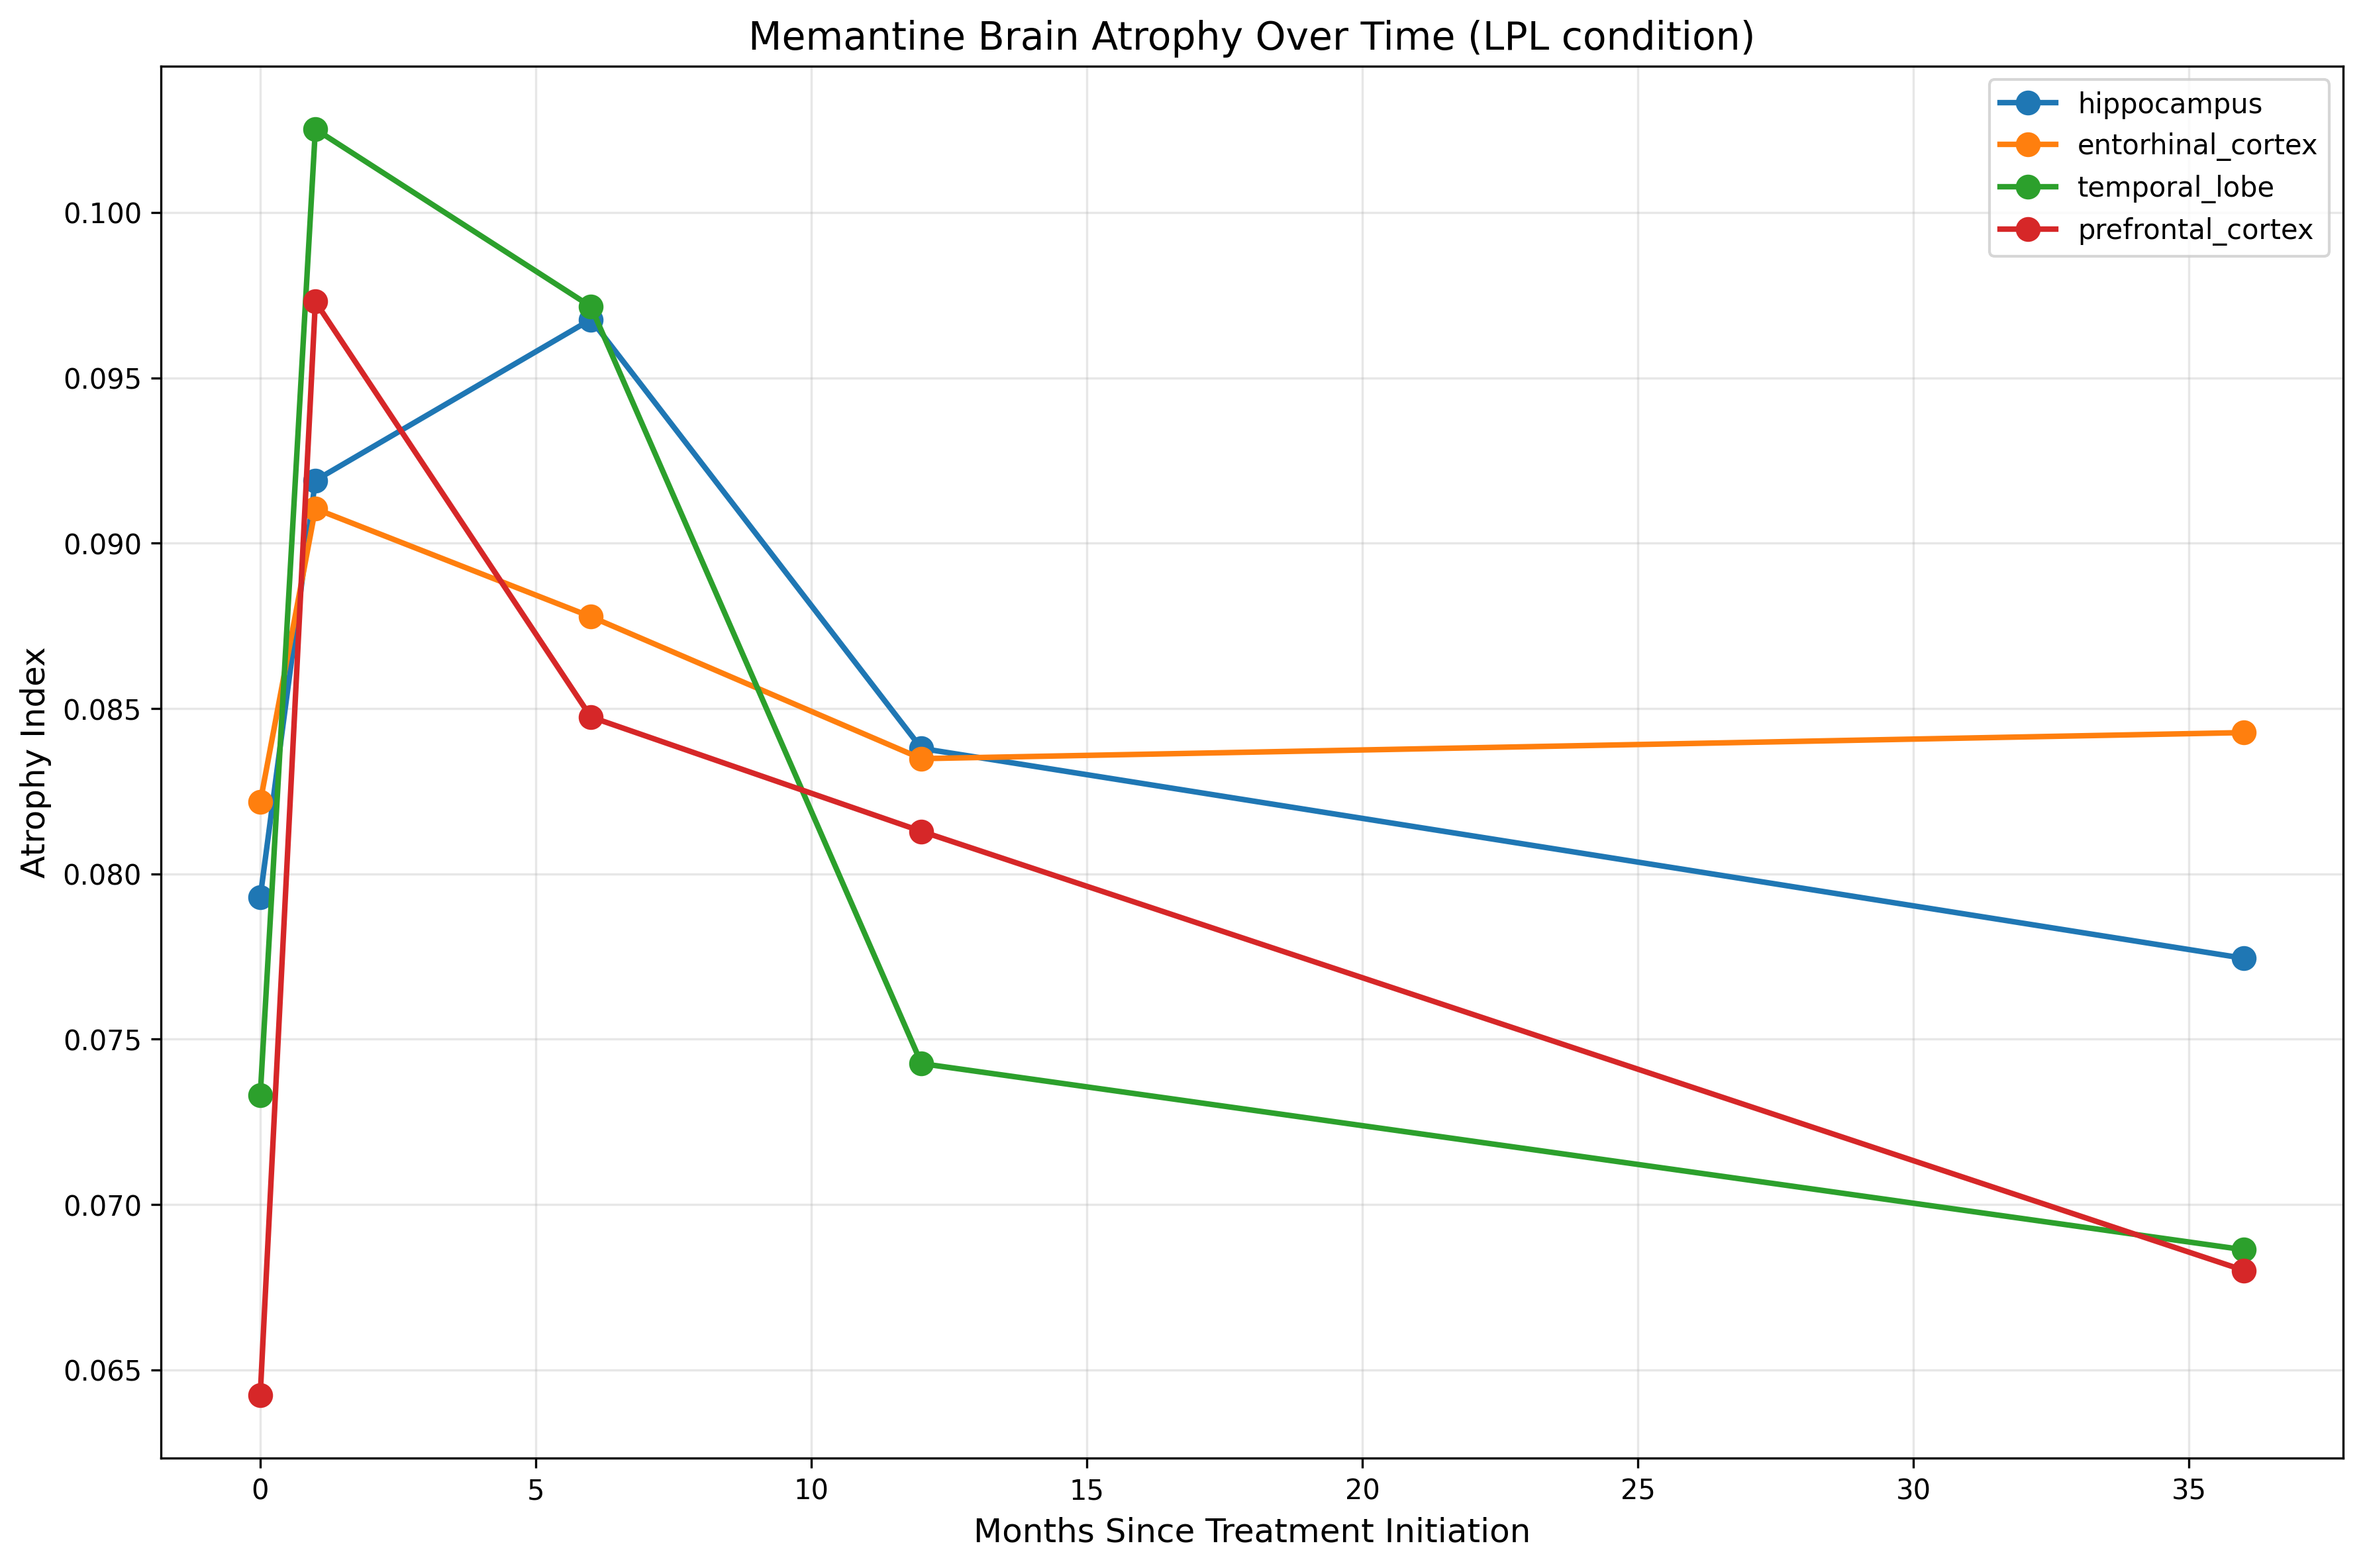 Memantine Brain Atrophy Over Time (LPL condition)
hippocampus
entorhinal_cortex
temporal_lobe
prefrontal_cortex
Atrophy Index
0.100
0.095
0.090
0.085
0.080
0.075
0.070
0.065
0 5 10 15 20 25 30 35
Months Since Treatment Initiation